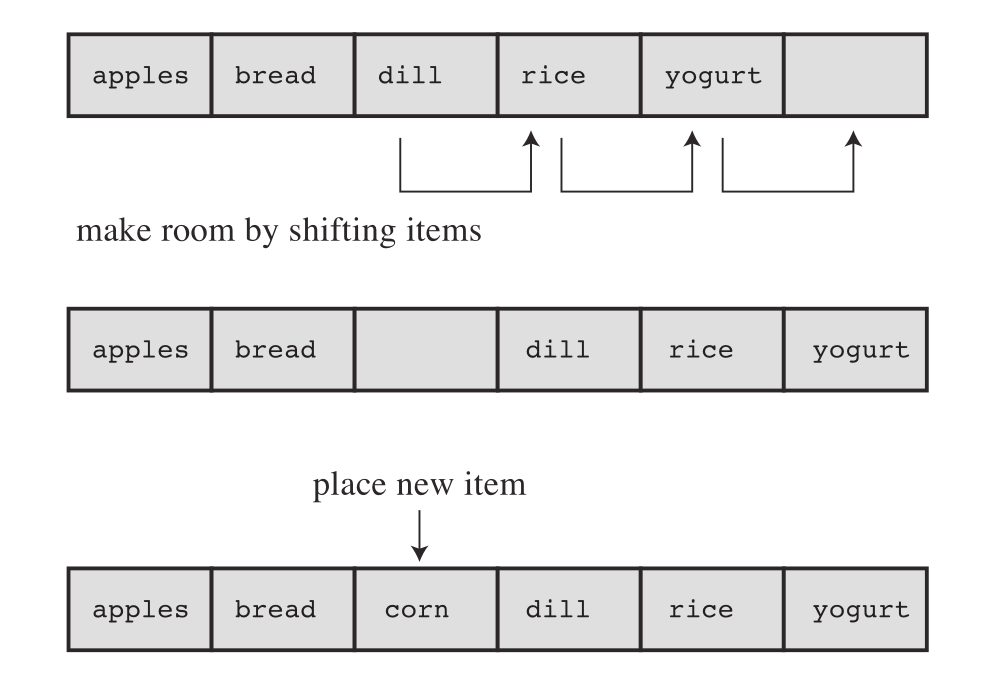 apples bread dill rice yogurt
make room by shifting items
apples bread dill rice yogurt
place new item
apples bread corn dill rice yogurt